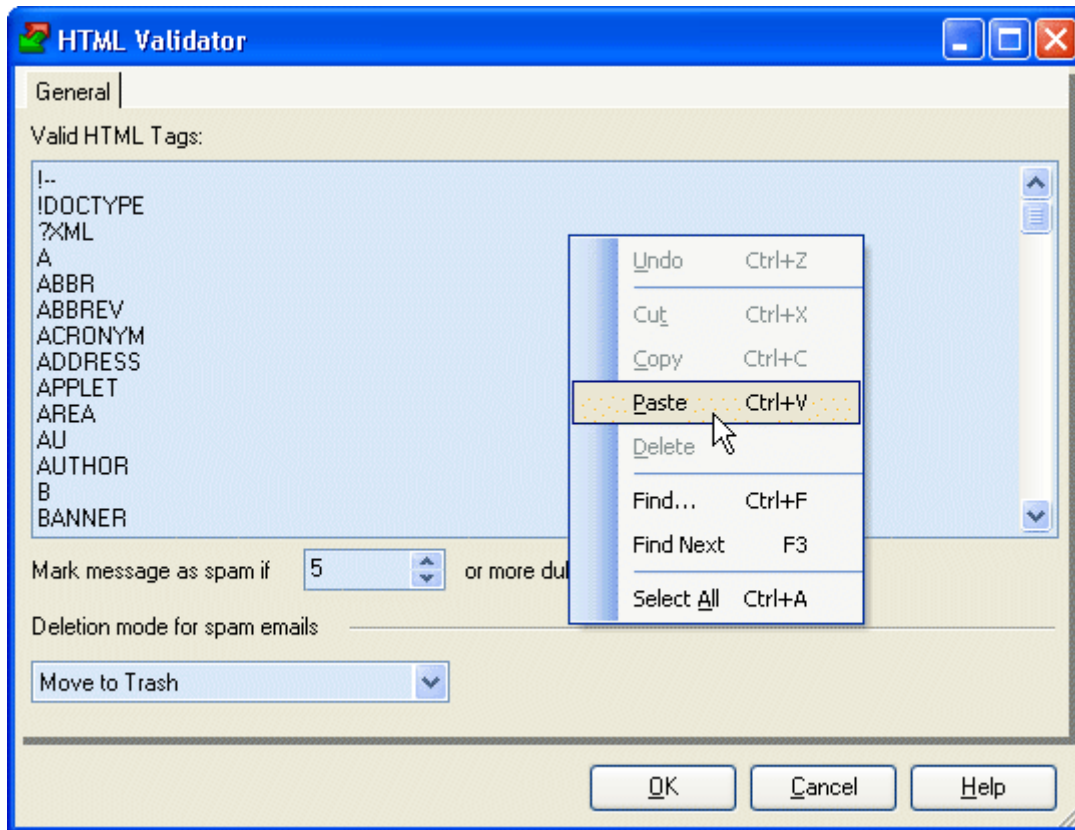 HTML Validator
General
Valid HTML Tags:
!--
!DOCTYPE
?XML
A
ABBR
ABBREV
ACRONYM
ADDRESS
APPLET
AREA
AU
AUTHOR
B
BANNER
Undo Ctrl+Z
Cut Ctrl+X
Copy Ctrl+C
Paste Ctrl+V
Delete
Find... Ctrl+F
Find Next F3
Select All Ctrl+A
Mark message as spam if 5 or more
Deletion mode for spam emails
Move to Trash
OK Cancel Help